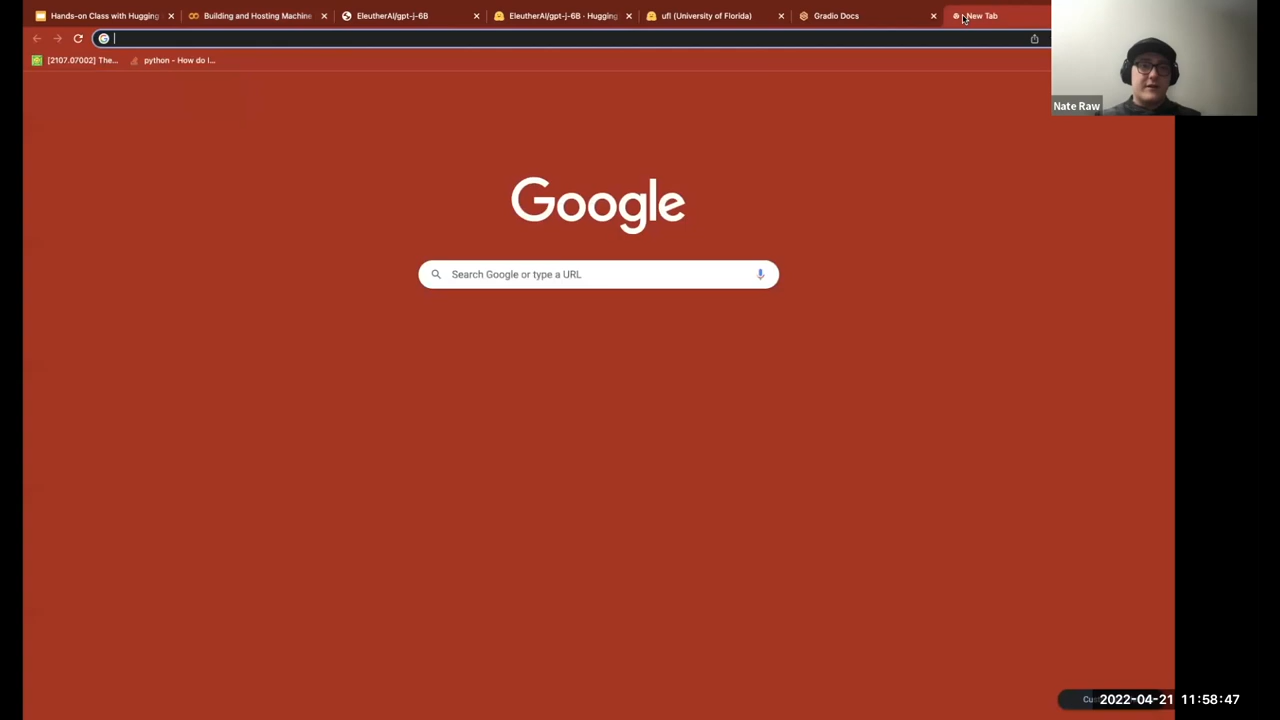 Hands-on Class with Hugging
Building and Hosting Machine
EleutherAI/gpt-j-6B
EleutherAI/gpt-j-6B · Hugging
ufl (University of Florida)
Gradio Docs
New Tab
[2107.07002] The...
python - How do I...
Nate Raw
Google
Search Google or type a URL
2022-04-21 11:58:47